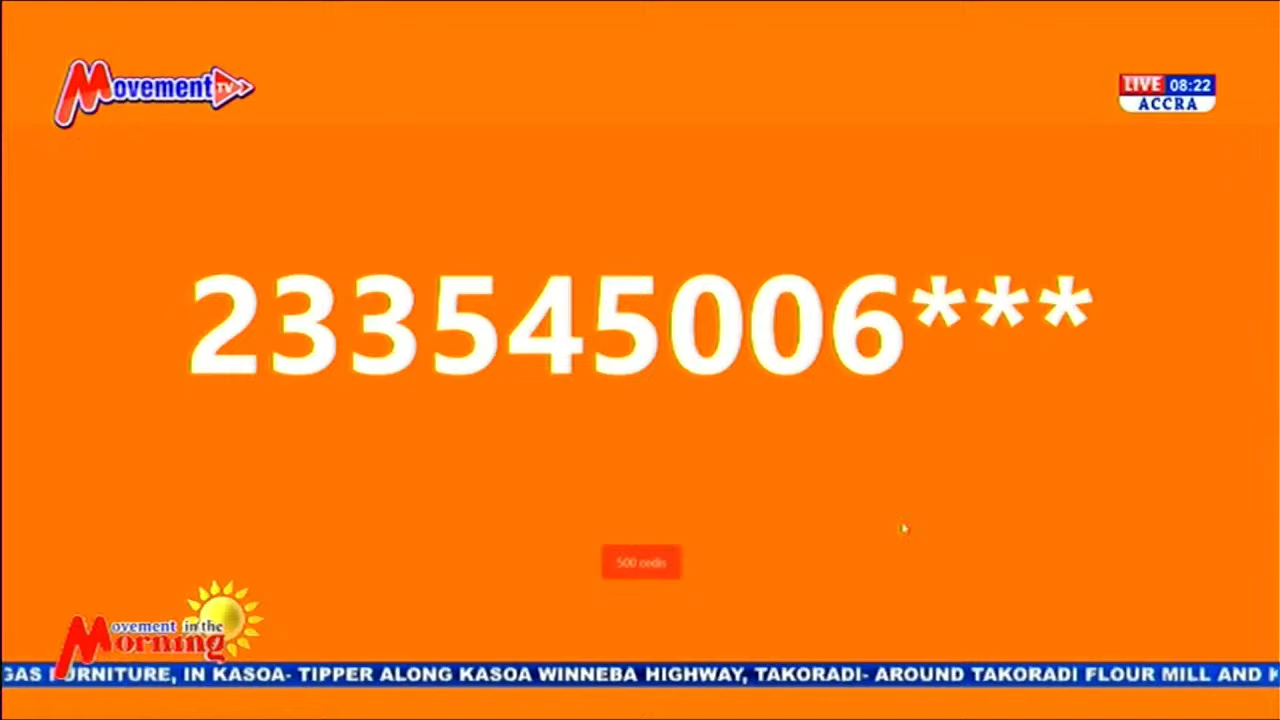 Movement TV
LIVE 08:22
ACCRA
233545006***
500 cedis
Movement in the
Morning
GAS FURNITURE, IN KASOA- TIPPER ALONG KASOA WINNEBA HIGHWAY, TAKORADI- AROUND TAKORADI FLOUR MILL AND